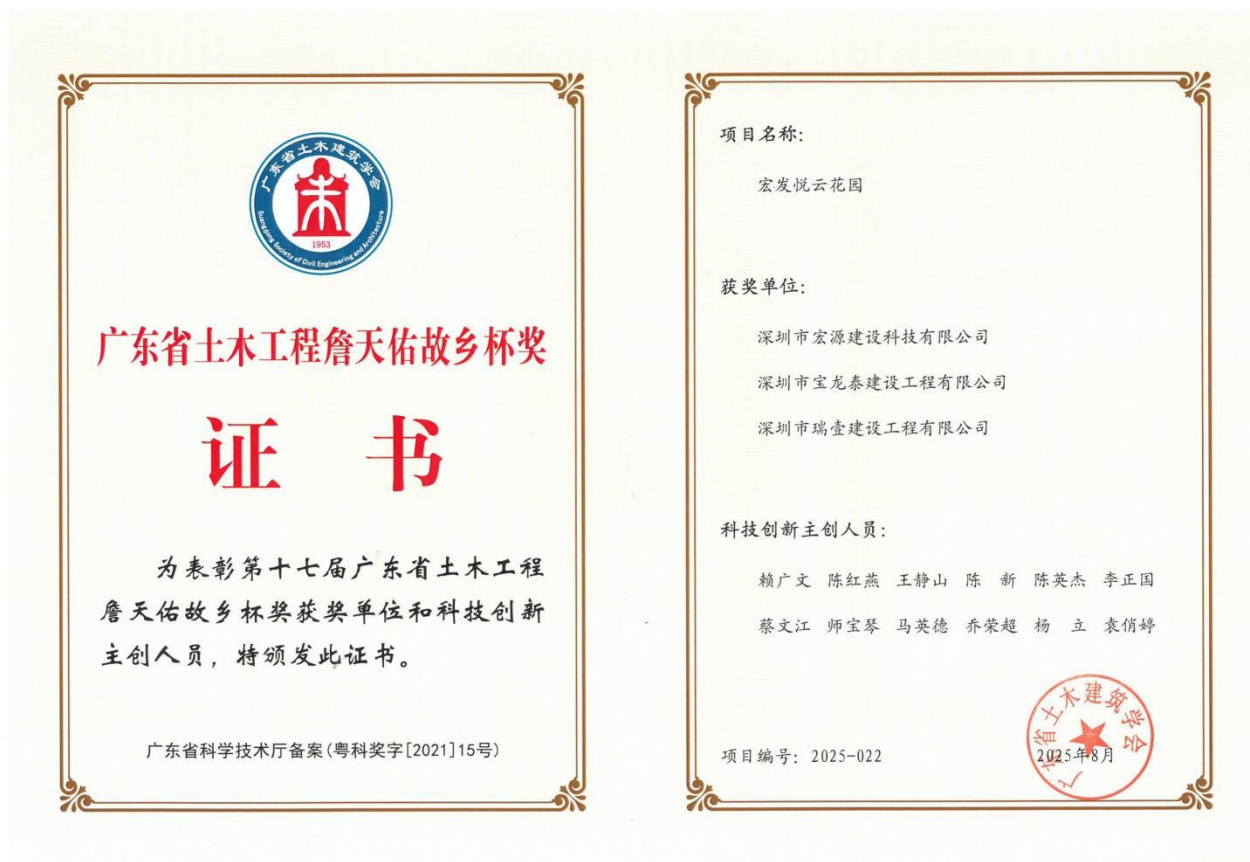 广东省土木建筑学会
1953
Guangdong Society of Civil Engineering and Architecture
广东省土木工程詹天佑故乡杯奖
证 书
为表彰第十七届广东省土木工程
詹天佑故乡杯奖获奖单位和科技创新
主创人员，特颁发此证书。
广东省科学技术厅备案(粤科奖字[2021]15号)
项目名称:
宏发悦云花园
获奖单位:
深圳市宏源建设科技有限公司
深圳市宝龙泰建设工程有限公司
深圳市瑞壹建设工程有限公司
科技创新主创人员:
赖广文 陈红燕 王静山 陈 新 陈英杰 李正国
蔡文江 师宝琴 马英德 乔荣超 杨 立 袁俏婷
项目编号: 2025-022
2025年8月
广东省土木建筑学会